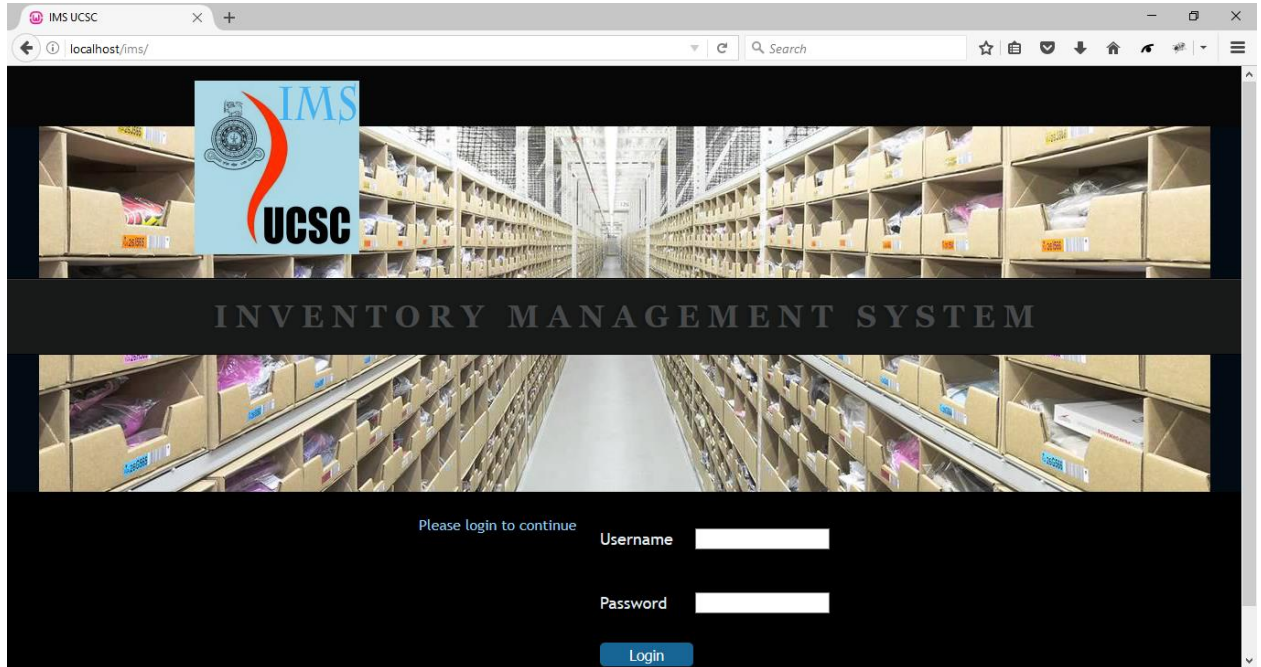 IMS UCSC
localhost/ims/
Search
IMS
UCSC
INVENTORY MANAGEMENT SYSTEM
Please login to continue
Username
Password
Login